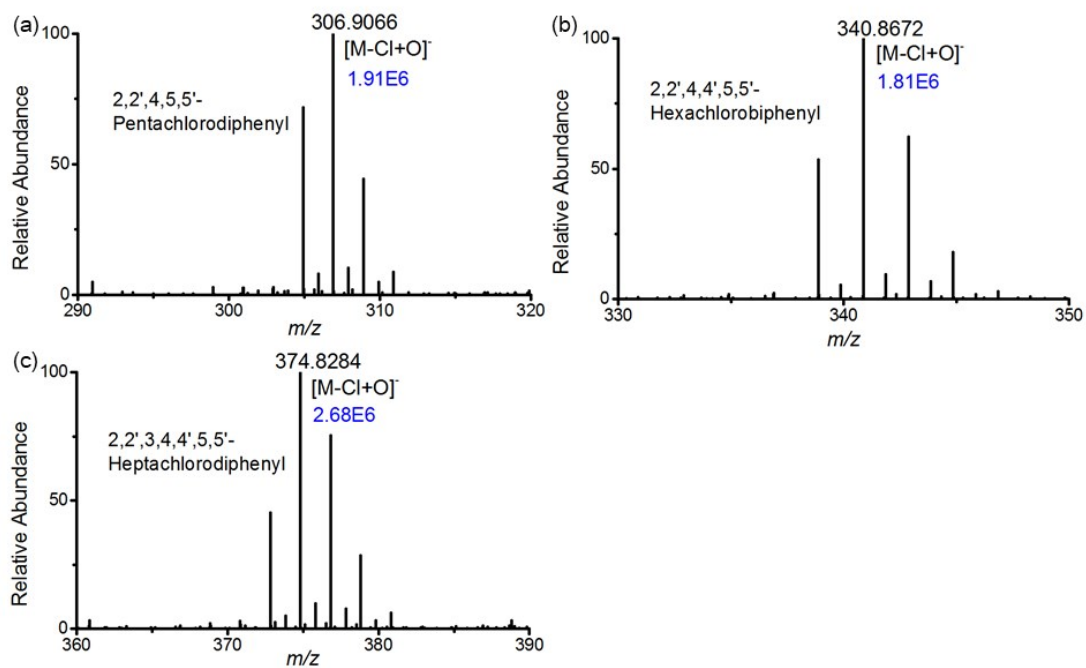 (a)
306.9066
[M-Cl+O]⁻
1.91E6
2,2',4,5,5'-
Pentachlorodiphenyl
Relative Abundance
100
50
0
290
300
310
320
m/z
(b)
340.8672
[M-Cl+O]⁻
1.81E6
2,2',4,4',5,5'-
Hexachlorobiphenyl
Relative Abundance
100
50
0
330
340
350
m/z
(c)
374.8284
[M-Cl+O]⁻
2.68E6
2,2',3,4,4',5,5'-
Heptachlorodiphenyl
Relative Abundance
100
50
0
360
370
380
390
m/z